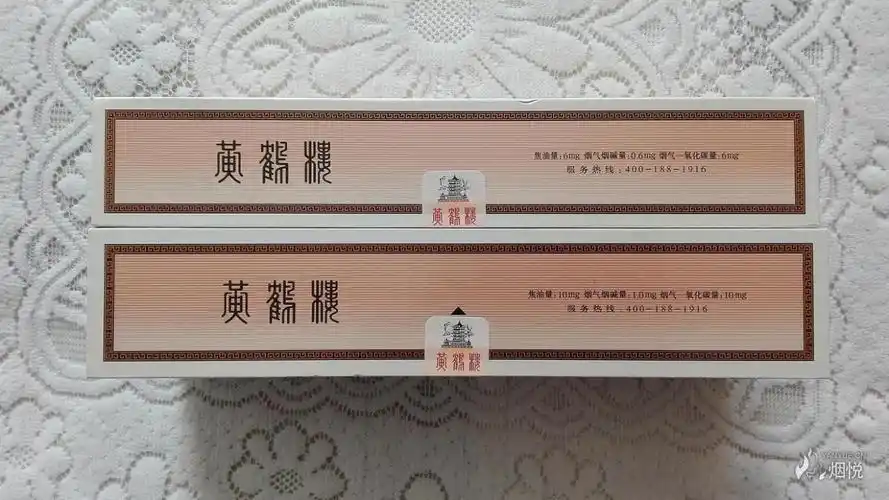 黄鹤楼
焦油量:6mg 烟气烟碱量:0.6mg 烟气一氧化碳量:6mg
服务热线:400-188-1916
黄鹤楼
黄鹤楼
焦油量:10mg 烟气烟碱量:1.0mg 烟气一氧化碳量:10mg
服务热线:400-188-1916
黄鹤楼
YANYUE.CN
烟悦